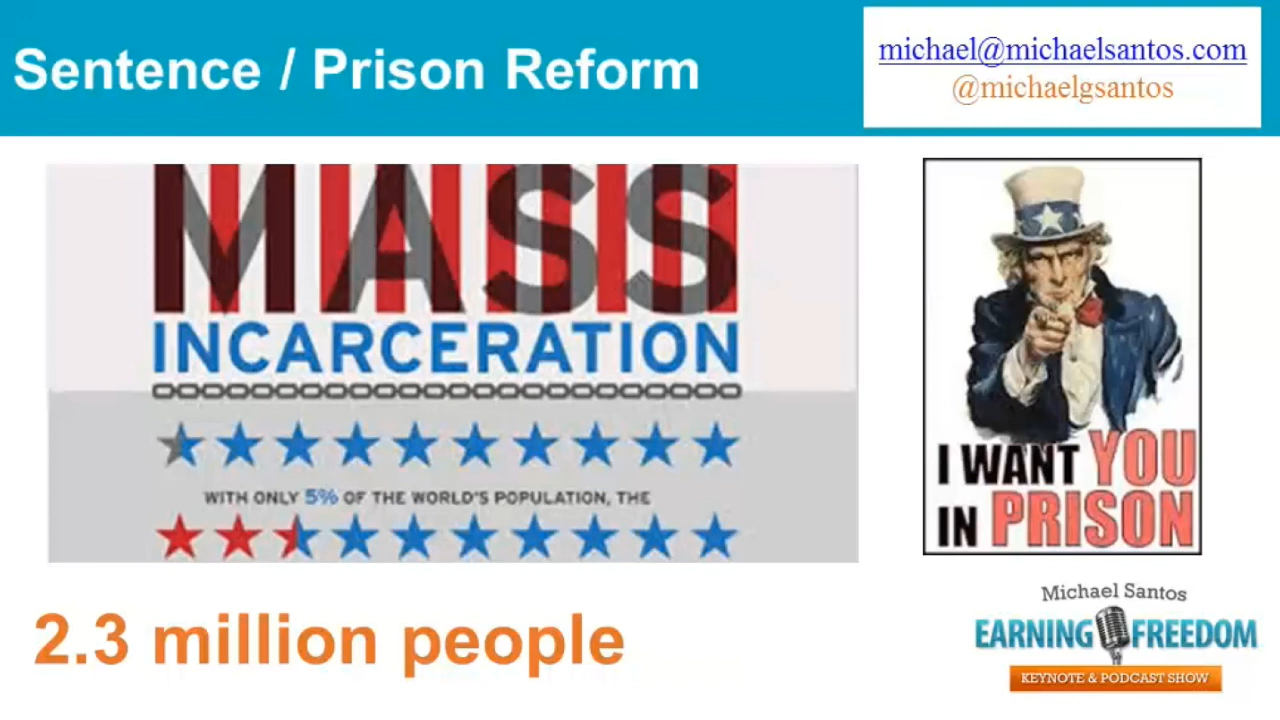 Sentence / Prison Reform
michael@michaelsantos.com
@michaelgsantos
MASS
INCARCERATION
WITH ONLY 5% OF THE WORLD'S POPULATION, THE
I WANT YOU
IN PRISON
2.3 million people
Michael Santos
EARNING FREEDOM
KEYNOTE & PODCAST SHOW